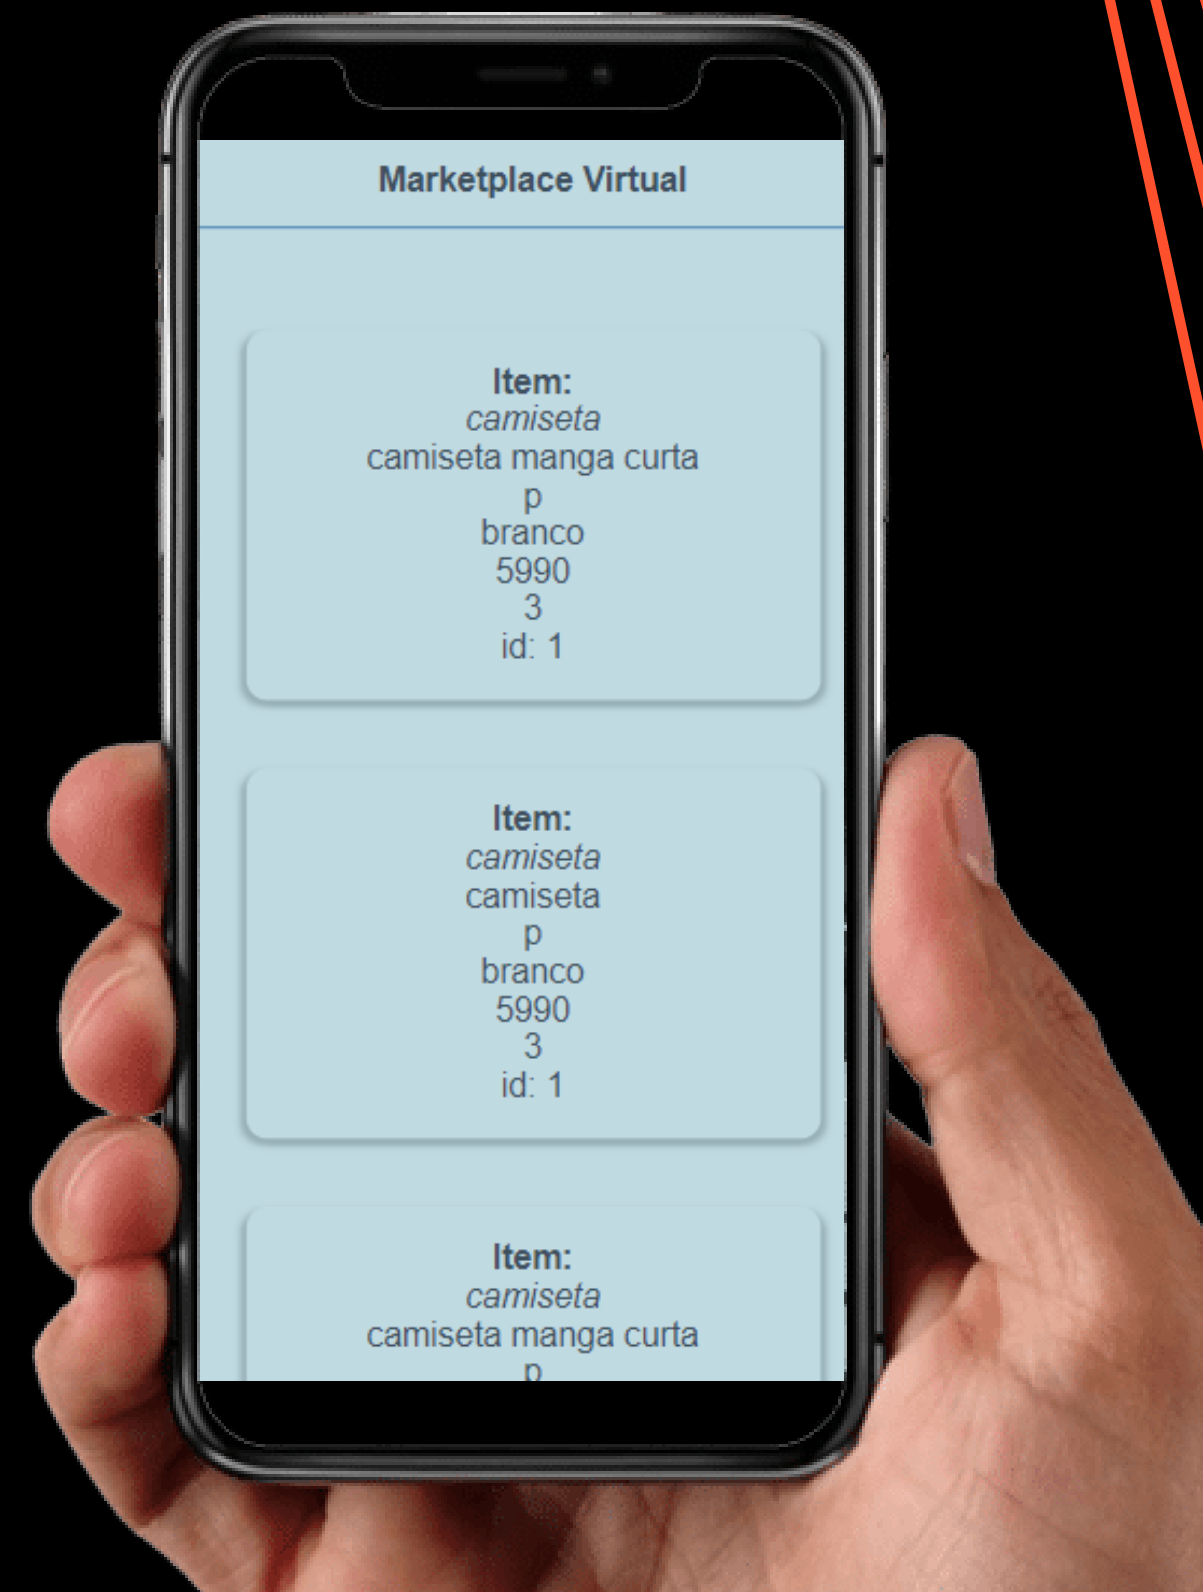 Marketplace Virtual
Item:
camiseta
camiseta manga curta
p
branco
5990
3
id: 1
Item:
camiseta
camiseta
p
branco
5990
3
id: 1
Item:
camiseta
camiseta manga curta
p